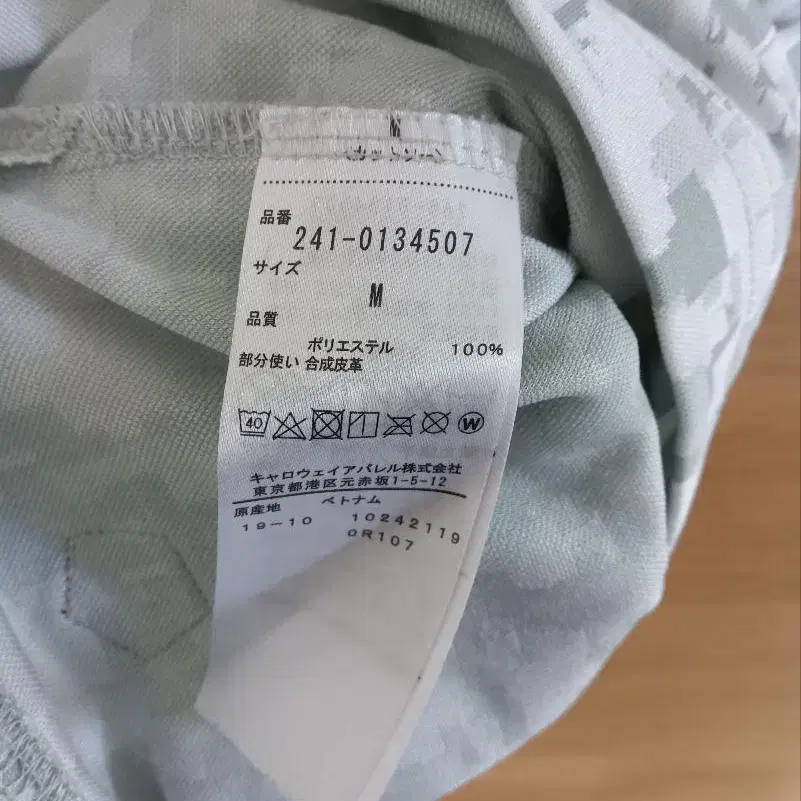 M
品番
241-0134507
サイズ
M
品質
ポリエステル 100%
部分使い 合成皮革
40
W
キャロウェイアパレル株式会社
東京都港区元赤坂1-5-12
原産地 ベトナム
19-10 10242119
0R107